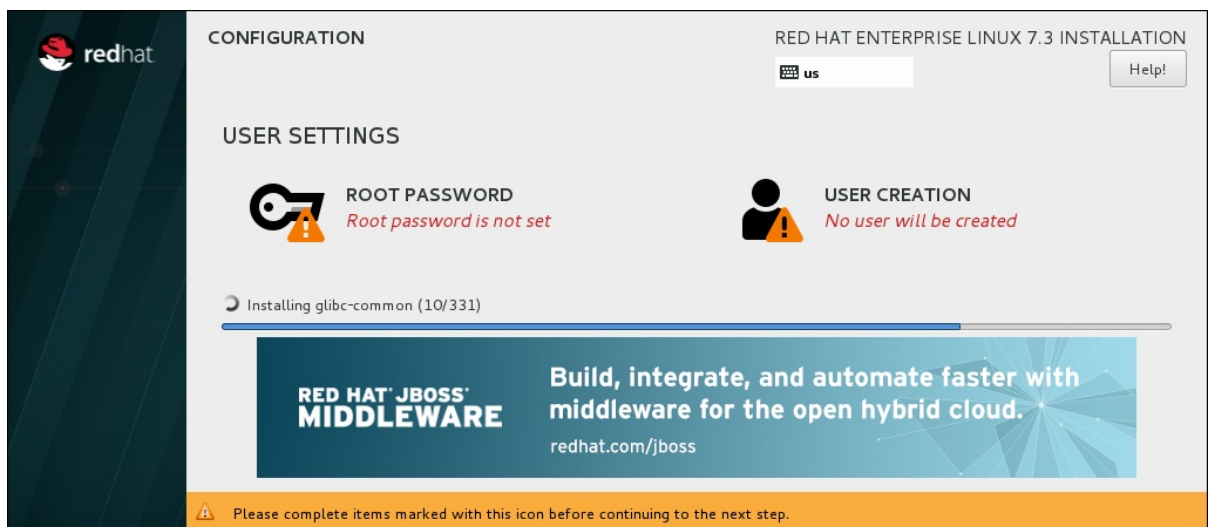 redhat.
CONFIGURATION
RED HAT ENTERPRISE LINUX 7.3 INSTALLATION
us
Help!
USER SETTINGS
ROOT PASSWORD
Root password is not set
USER CREATION
No user will be created
Installing glibc-common (10/331)
RED HAT® JBOSS®
MIDDLEWARE
Build, integrate, and automate faster with
middleware for the open hybrid cloud.
redhat.com/jboss
Please complete items marked with this icon before continuing to the next step.